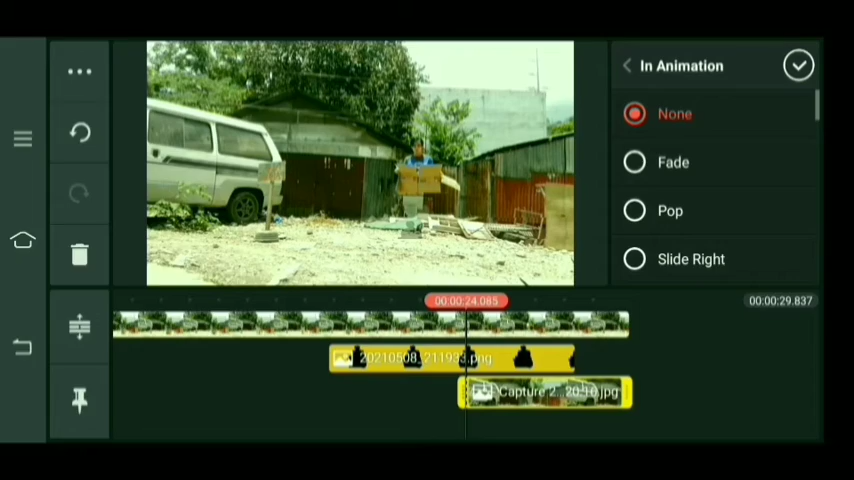 In Animation
None
Fade
Pop
Slide Right
00:00:24.085
00:00:29.837
20210508_211933.png
Capture 2...20-10.jpg